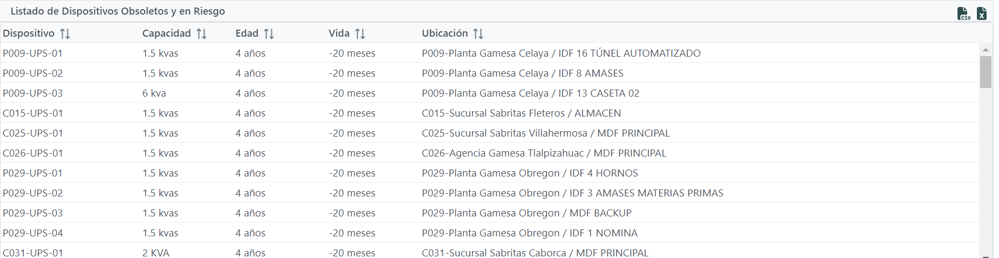 Listado de Dispositivos Obsoletos y en Riesgo
CSV X
Dispositivo Capacidad Edad Vida Ubicación
P009-UPS-01 1.5 kvas 4 años -20 meses P009-Planta Gamesa Celaya / IDF 16 TÚNEL AUTOMATIZADO
P009-UPS-02 1.5 kvas 4 años -20 meses P009-Planta Gamesa Celaya / IDF 8 AMASES
P009-UPS-03 6 kva 4 años -20 meses P009-Planta Gamesa Celaya / IDF 13 CASETA 02
C015-UPS-01 1.5 kvas 4 años -20 meses C015-Sucursal Sabritas Fleteros / ALMACEN
C025-UPS-01 1.5 kvas 4 años -20 meses C025-Sucursal Sabritas Villahermosa / MDF PRINCIPAL
C026-UPS-01 1.5 kvas 4 años -20 meses C026-Agencia Gamesa Tlalpizahuac / MDF PRINCIPAL
P029-UPS-01 1.5 kvas 4 años -20 meses P029-Planta Gamesa Obregon / IDF 4 HORNOS
P029-UPS-02 1.5 kvas 4 años -20 meses P029-Planta Gamesa Obregon / IDF 3 AMASES MATERIAS PRIMAS
P029-UPS-03 1.5 kvas 4 años -20 meses P029-Planta Gamesa Obregon / MDF BACKUP
P029-UPS-04 1.5 kvas 4 años -20 meses P029-Planta Gamesa Obregon / IDF 1 NOMINA
C031-UPS-01 2 KVA 4 años -20 meses C031-Sucursal Sabritas Caborca / MDF PRINCIPAL